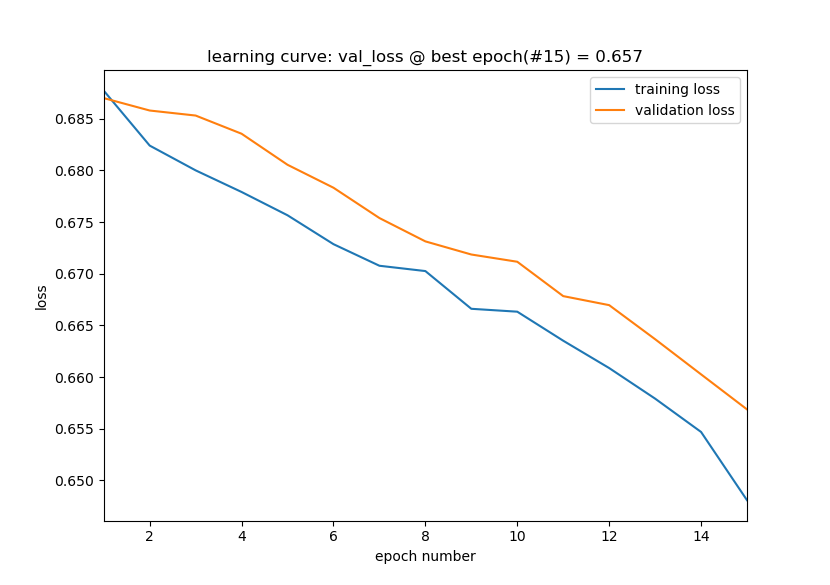 learning curve: val_loss @ best epoch(#15) = 0.657
training loss
validation loss
0.685
0.680
0.675
0.670
0.665
0.660
0.655
0.650
loss
2 4 6 8 10 12 14
epoch number